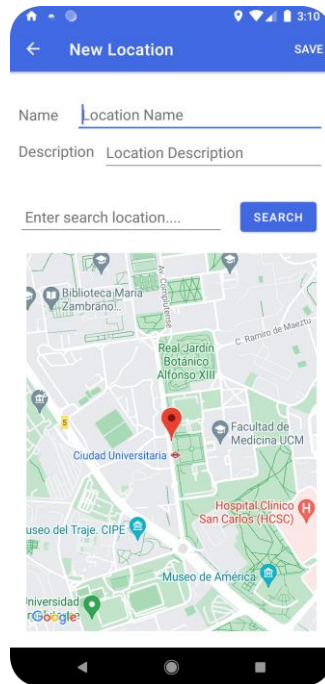 3:10
New Location
SAVE
Name
Location Name
Description
Location Description
Enter search location....
SEARCH
Av. Complutense
Biblioteca María
Zambrano...
C. Ramiro de Maeztu
Real Jardín
Botánico
Alfonso XIII
5
Facultad de
Medicina UCM
Ciudad Universitaria
Hospital Clínico
San Carlos (HCSC)
useo del Traje. CIPE
Museo de América
niversidad
Google